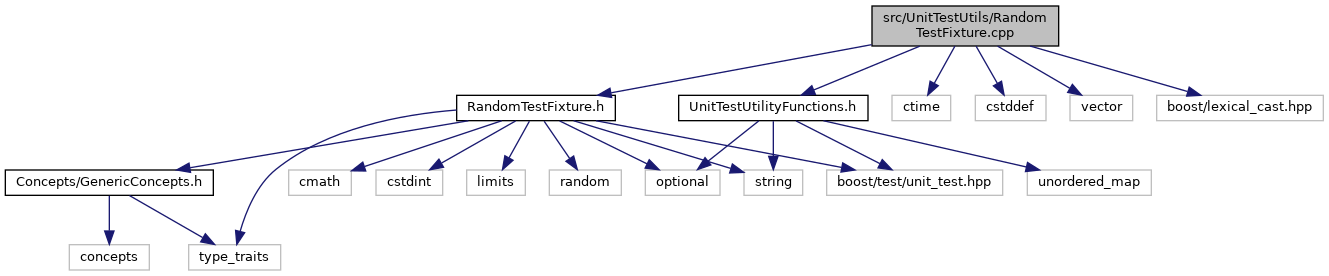 src/UnitTestUtils/Random
TestFixture.cpp
RandomTestFixture.h
UnitTestUtilityFunctions.h
ctime
cstddef
vector
boost/lexical_cast.hpp
Concepts/GenericConcepts.h
cmath
cstdint
limits
random
optional
string
boost/test/unit_test.hpp
unordered_map
concepts
type_traits